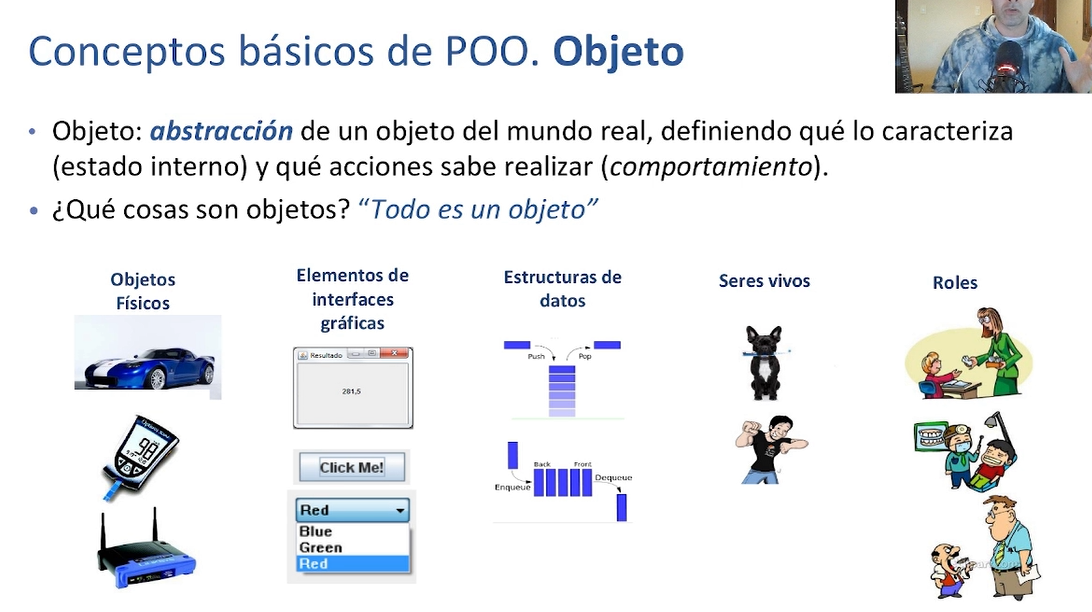 Conceptos básicos de POO. Objeto
• Objeto: abstracción de un objeto del mundo real, definiendo qué lo caracteriza
(estado interno) y qué acciones sabe realizar (comportamiento).
• ¿Qué cosas son objetos? “Todo es un objeto”
Objetos
Físicos
Elementos de
interfaces
gráficas
Estructuras de
datos
Seres vivos
Roles
Resultado
281,5
Click Me!
Red
Blue
Green
Red
Push
Pop
Back
Front
Enqueue
Dequeue
98